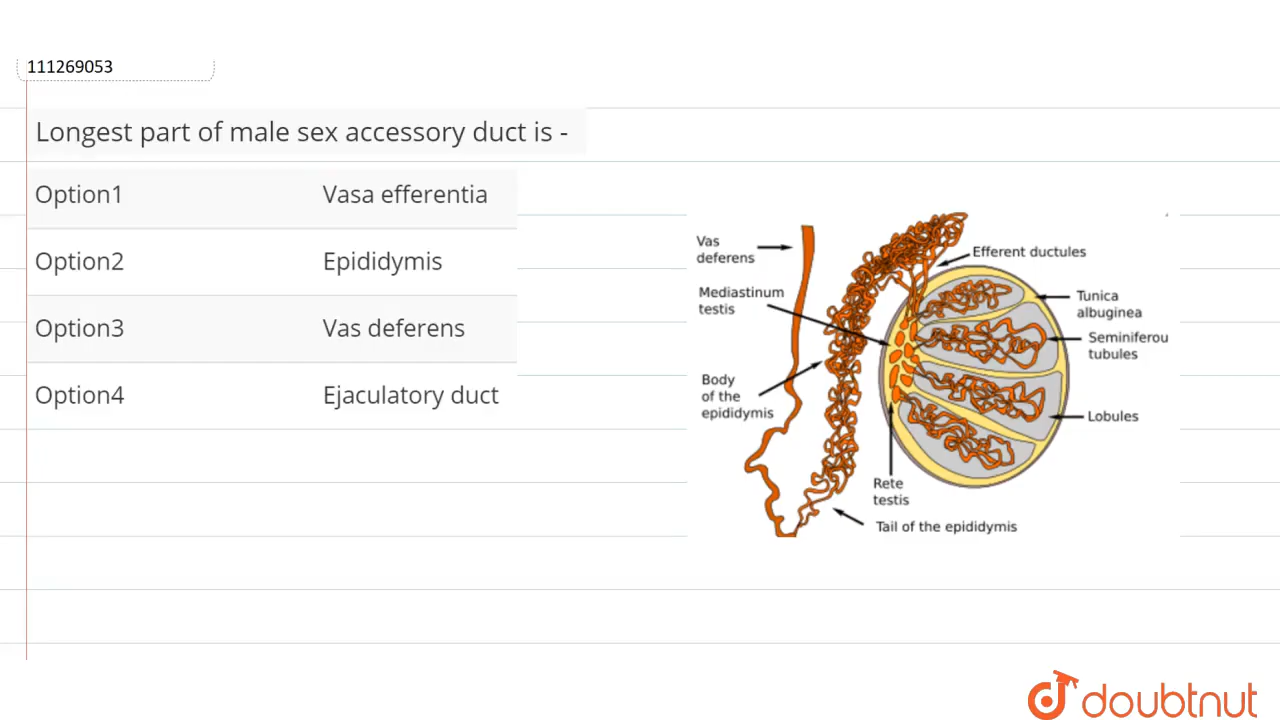 111269053
Longest part of male sex accessory duct is -
Option1 Vasa efferentia
Option2 Epididymis
Option3 Vas deferens
Option4 Ejaculatory duct
Vas
deferens
Efferent ductules
Mediastinum
testis
Tunica
albuginea
Seminiferou
tubules
Body
of the
epididymis
Lobules
Rete
testis
Tail of the epididymis
doubtnut